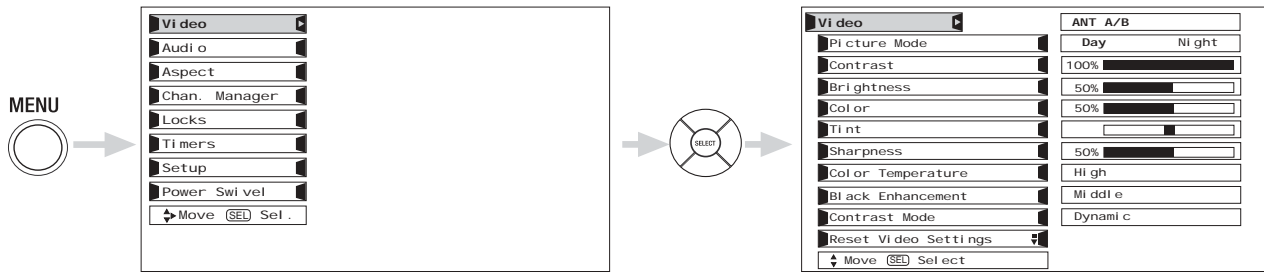 MENU
Video
Audio
Aspect
Chan. Manager
Locks
Timers
Setup
Power Swivel
Move SEL Sel.
SELECT
Video
ANT A/B
Picture Mode
Day Night
Contrast
100%
Brightness
50%
Color
50%
Tint
Sharpness
50%
Color Temperature
High
Black Enhancement
Middle
Contrast Mode
Dynamic
Reset Video Settings
Move SEL Select